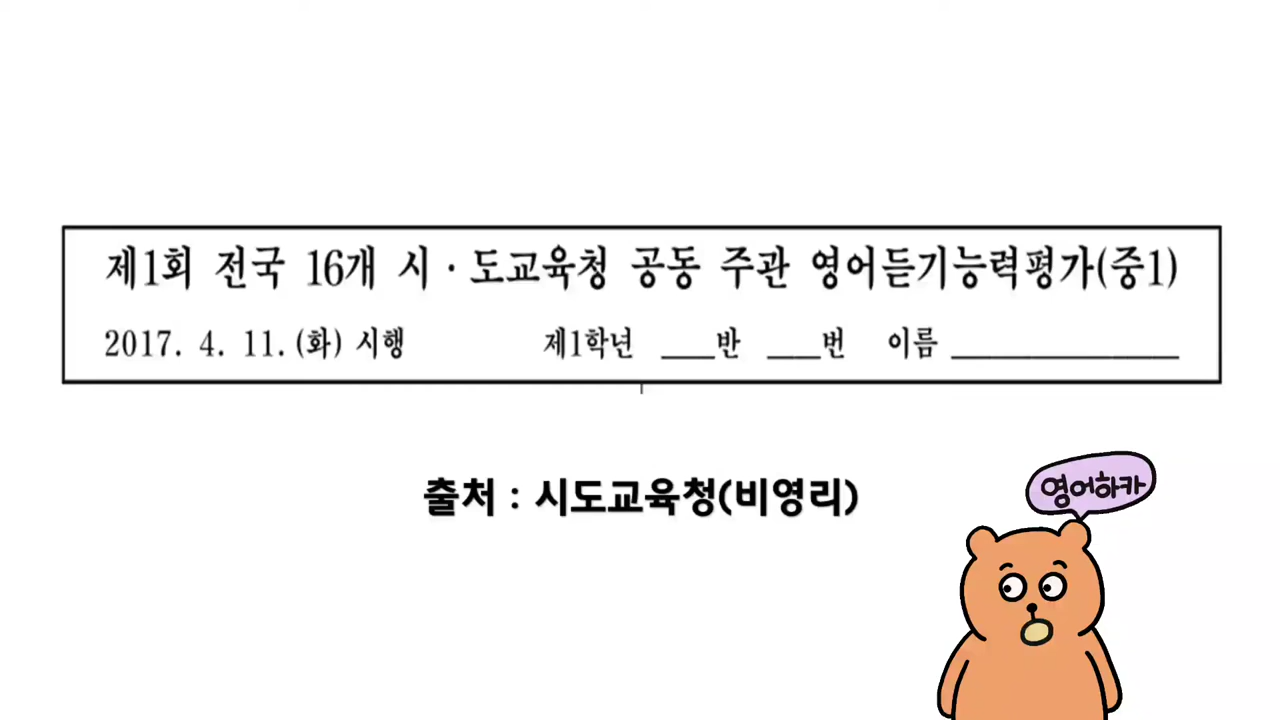 제1회 전국 16개 시·도교육청 공동 주관 영어듣기능력평가(중1)
2017. 4. 11.(화) 시행 제1학년 ___반 ___번 이름 ____________
출처 : 시도교육청(비영리)
영어하카